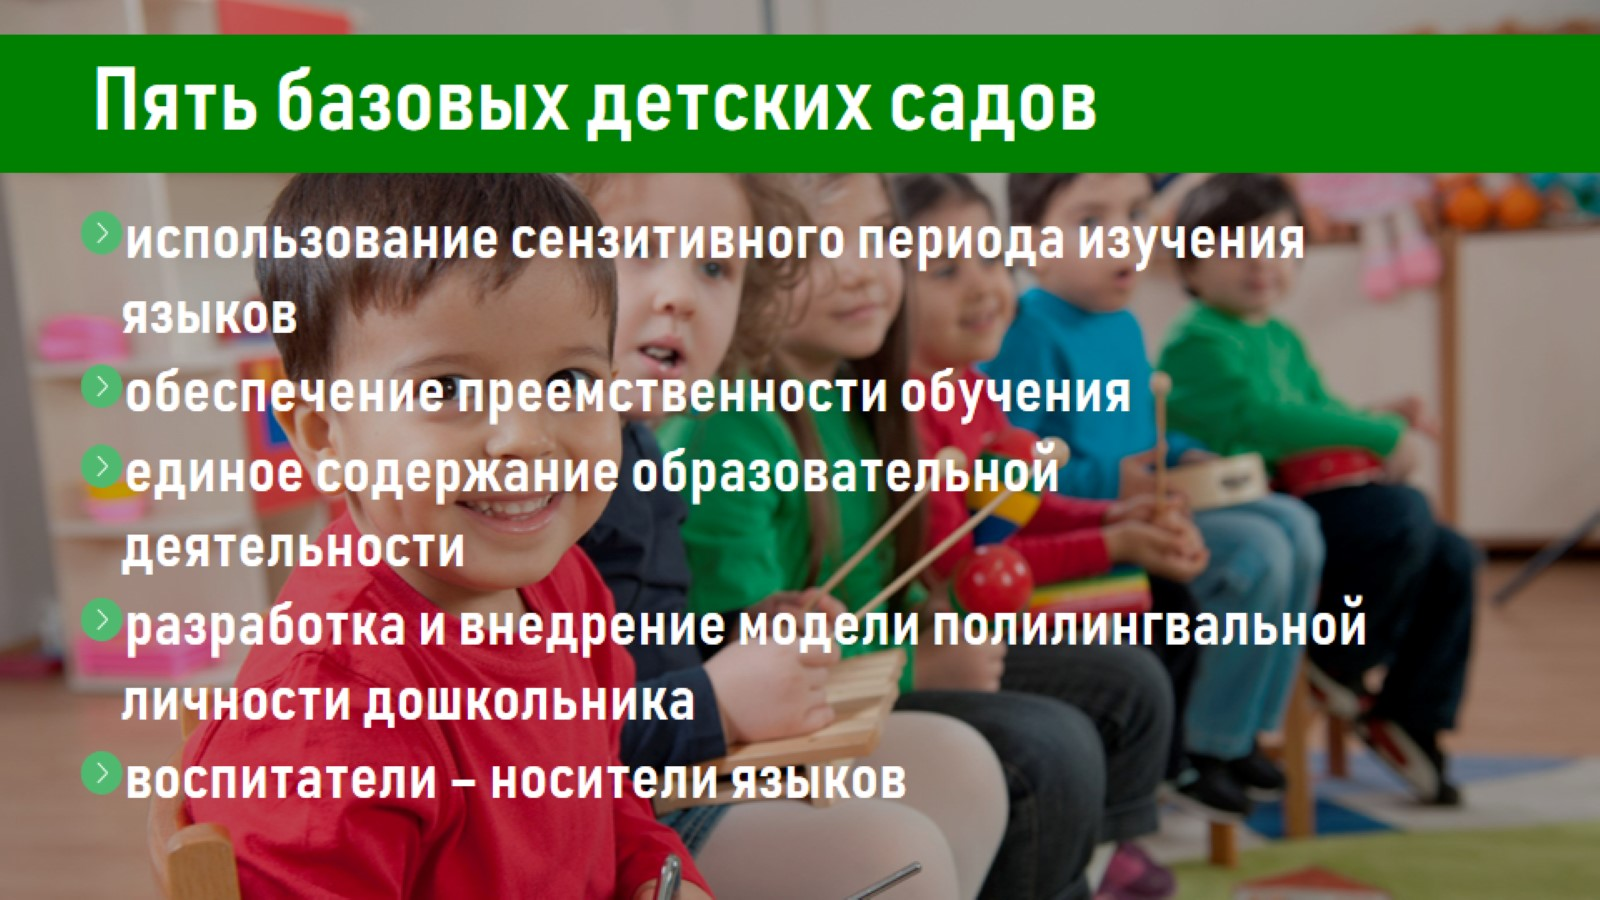 Пять базовых детских садов
использование сензитивного периода изучения
языков
обеспечение преемственности обучения
единое содержание образовательной
деятельности
разработка и внедрение модели полилингвальной
личности дошкольника
воспитатели – носители языков